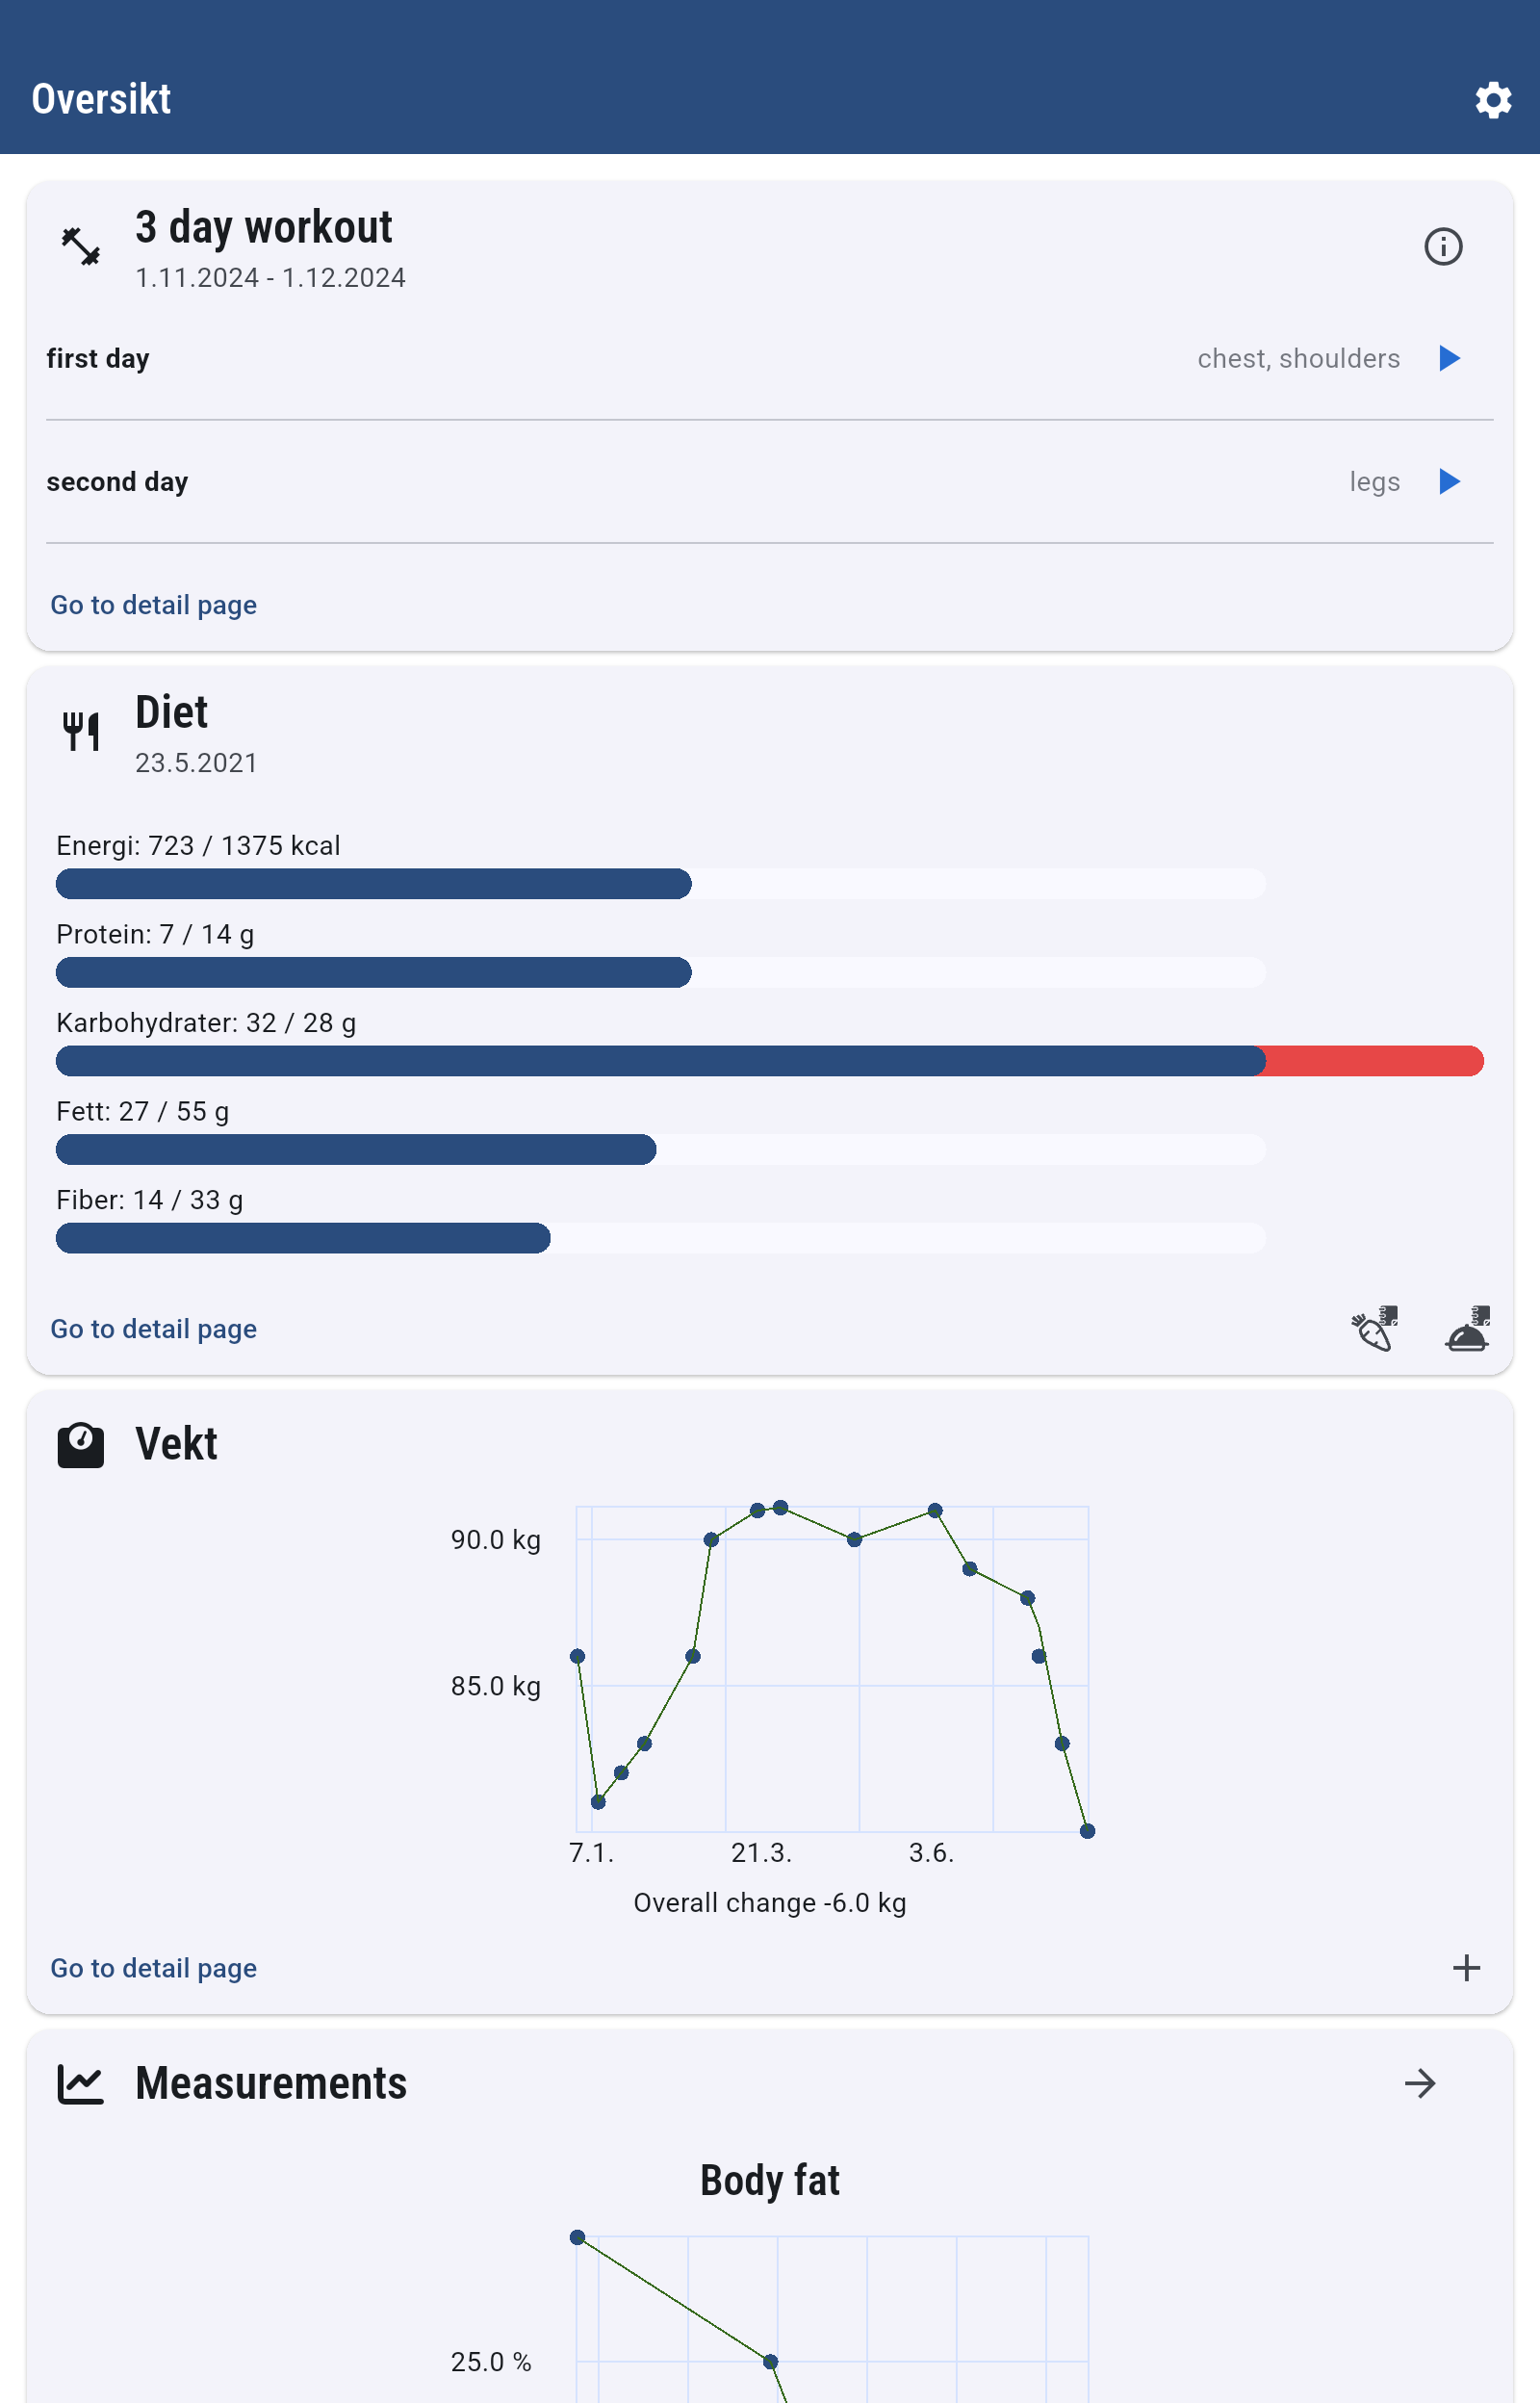 Oversikt
3 day workout
1.11.2024 - 1.12.2024
first day
chest, shoulders
second day
legs
Go to detail page
Diet
23.5.2021
Energi: 723 / 1375 kcal
Protein: 7 / 14 g
Karbohydrater: 32 / 28 g
Fett: 27 / 55 g
Fiber: 14 / 33 g
Go to detail page
Vekt
90.0 kg
85.0 kg
7.1.
21.3.
3.6.
Overall change -6.0 kg
Go to detail page
Measurements
Body fat
25.0 %